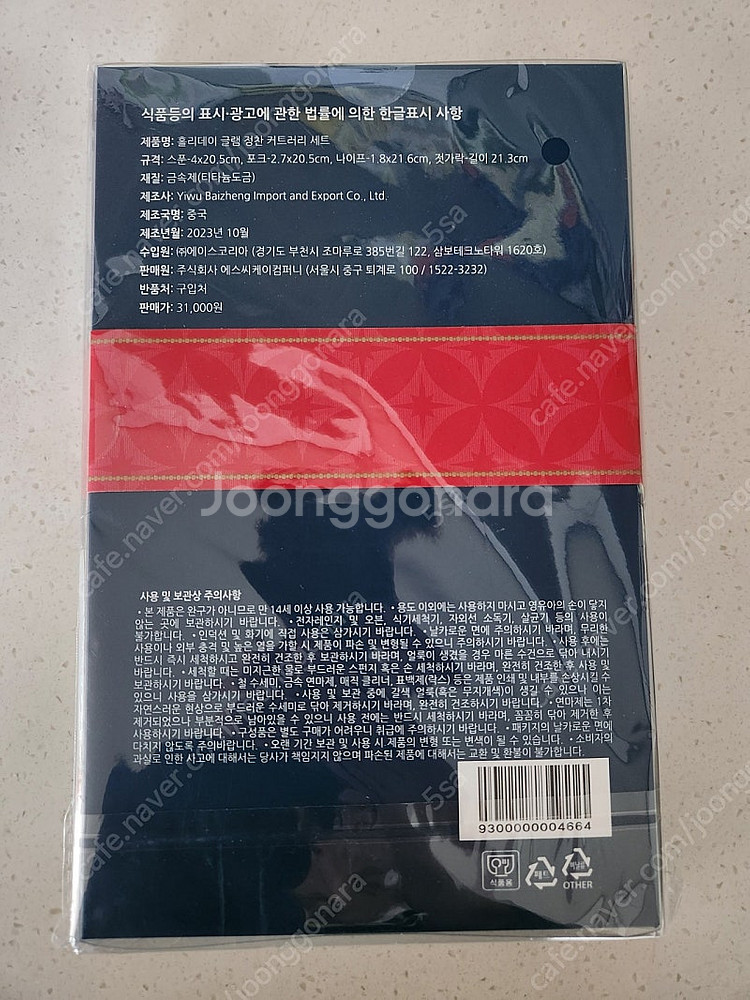 식품등의 표시·광고에 관한 법률에 의한 한글표시 사항
제품명: 홀리데이 글램 정찬 커트러리 세트
규격: 스푼-4x20.5cm, 포크-2.7x20.5cm, 나이프-1.8x21.6cm, 젓가락-길이 21.3cm
재질: 금속제(티타늄도금)
제조사: Yiwu Baizheng Import and Export Co., Ltd.
제조국명: 중국
제조년월: 2023년 10월
수입원: ㈜에이스코리아 (경기도 부천시 조마루로 385번길 122, 삼보테크노타워 1620호)
판매원: 주식회사 에스씨케이컴퍼니 (서울시 중구 퇴계로 100 / 1522-3232)
반품처: 구입처
판매가: 31,000원
Joonggonara
사용 및 보관상 주의사항
• 본 제품은 완구가 아니므로 만 14세 이상 사용 가능합니다. • 용도 이외에는 사용하지 마시고 영유아의 손이 닿지
않는 곳에 보관하시기 바랍니다. • 전자레인지 및 오븐, 식기세척기, 자외선 소독기, 살균기 등의 사용이
불가합니다. • 인덕션 및 화기에 직접 사용은 삼가시기 바랍니다. • 날카로운 면에 주의하시기 바라며, 무리한
사용이나 외부 충격 및 높은 열을 가할 시 제품이 파손 및 변형될 수 있으니 주의하시기 바랍니다. • 사용 후에는
반드시 즉시 세척하시고 완전히 건조한 후 보관하시기 바라며, 얼룩이 생겼을 경우 마른 수건으로 닦아 내시기
바랍니다. • 세척할 때는 미지근한 물로 부드러운 스펀지 혹은 손 세척하시기 바라며, 완전히 건조한 후 사용 및
보관하시기 바랍니다. • 철 수세미, 금속 연마제, 매직 클리너, 표백제(락스) 등은 제품 인쇄 및 내부를 손상시킬 수
있으니 사용을 삼가시기 바랍니다. • 사용 및 보관 중에 갈색 얼룩(혹은 무지개색)이 생길 수 있으나 이는
자연스러운 현상으로 부드러운 수세미로 닦아 제거하시기 바라며, 완전히 건조하시기 바랍니다. • 연마제는 1차
제거되었으나 부분적으로 남아있을 수 있으니 사용 전에는 반드시 세척하시기 바라며, 꼼꼼히 닦아 제거한 후
사용하시기 바랍니다. • 구성품은 별도 구매가 어려우니 취급에 주의하시기 바랍니다. • 패키지의 날카로운 면에
다치지 않도록 주의바랍니다. • 오랜 기간 보관 및 사용 시 제품의 변형 또는 변색이 될 수 있습니다. • 소비자의
과실로 인한 사고에 대해서는 당사가 책임지지 않으며 파손된 제품에 대해서는 교환 및 환불이 불가합니다.
9300000004664
식품용
페트
비닐류
OTHER